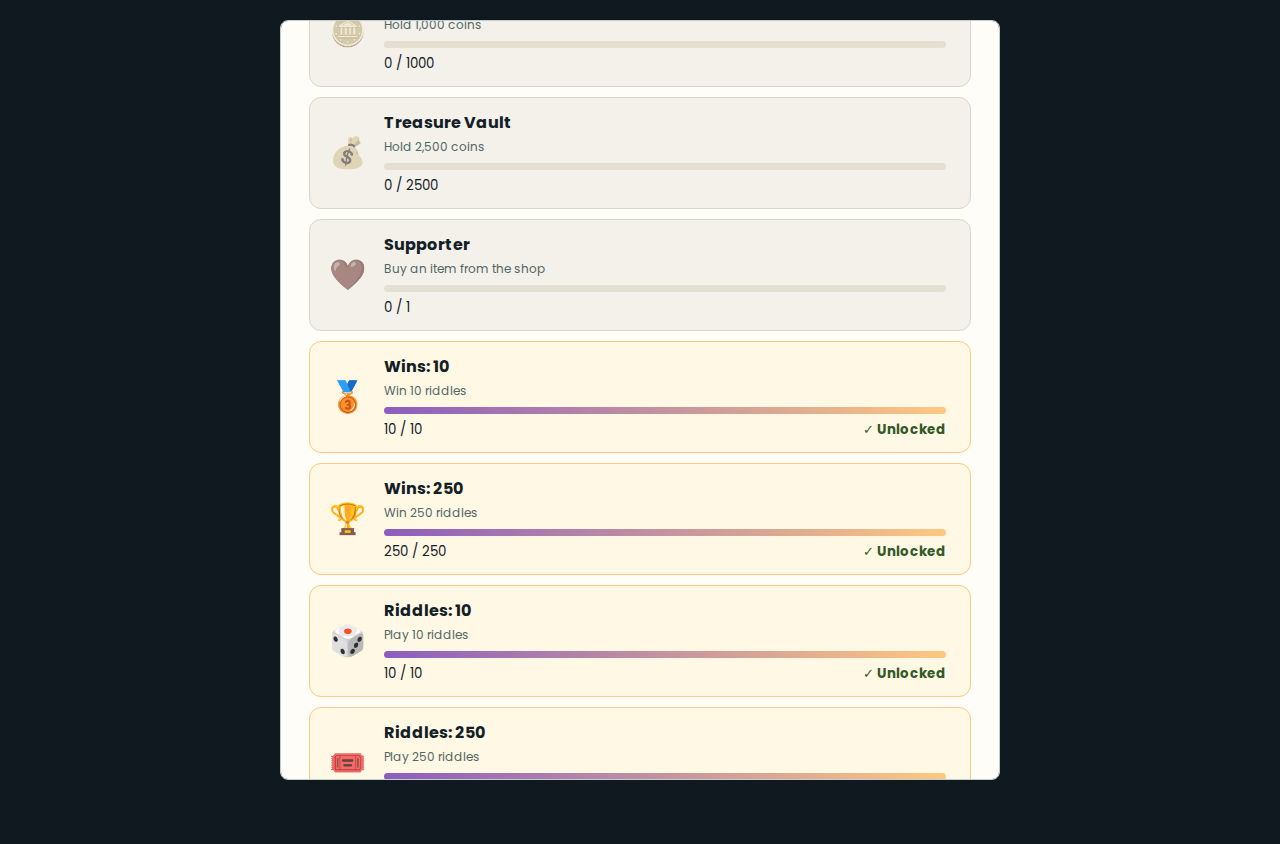 Hold 1,000 coins
0 / 1000
Treasure Vault
Hold 2,500 coins
0 / 2500
Supporter
Buy an item from the shop
0 / 1
Wins: 10
Win 10 riddles
10 / 10
✓ Unlocked
Wins: 250
Win 250 riddles
250 / 250
✓ Unlocked
Riddles: 10
Play 10 riddles
10 / 10
✓ Unlocked
Riddles: 250
Play 250 riddles